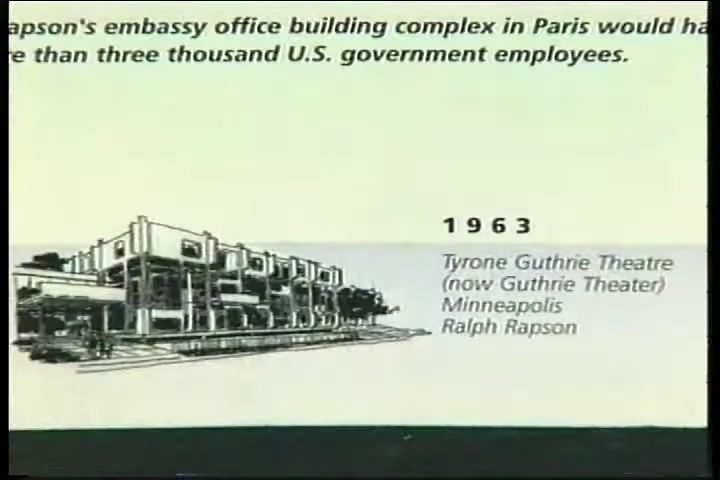 apson's embassy office building complex in Paris would ha
e than three thousand U.S. government employees.
1963
Tyrone Guthrie Theatre
(now Guthrie Theater)
Minneapolis
Ralph Rapson